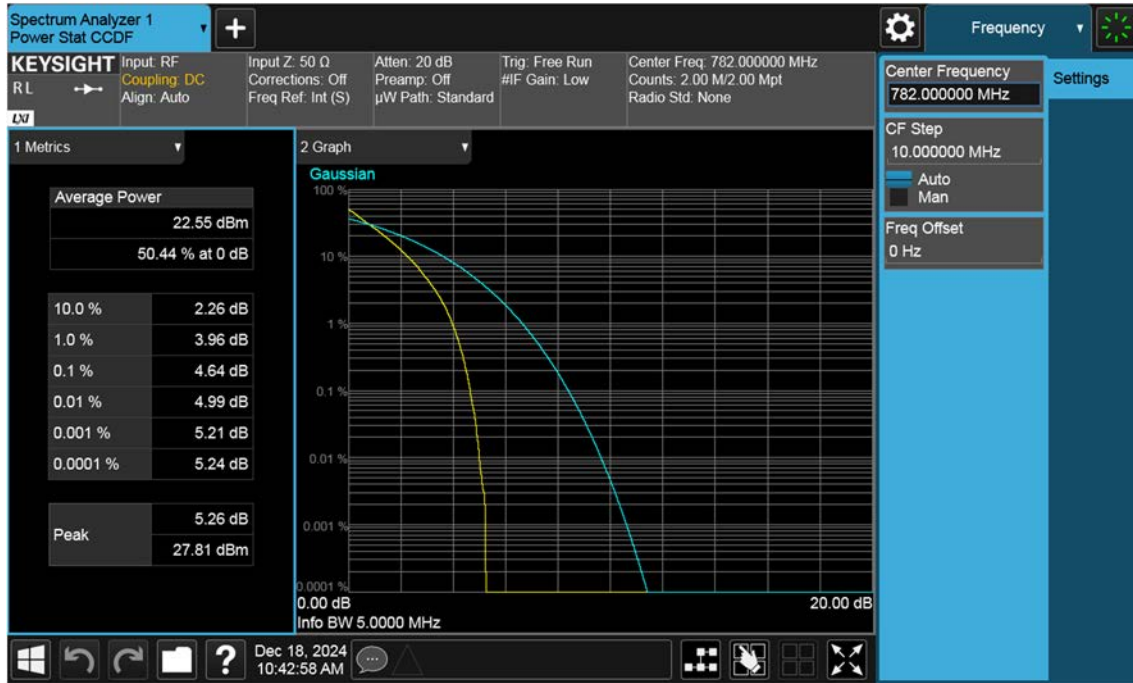 Spectrum Analyzer 1
Power Stat CCDF
Frequency
KEYSIGHT
RL
LXI
Input: RF
Coupling: DC
Align: Auto
Input Z: 50 Ω
Corrections: Off
Freq Ref: Int (S)
Atten: 20 dB
Preamp: Off
µW Path: Standard
Trig: Free Run
#IF Gain: Low
Center Freq: 782.000000 MHz
Counts: 2.00 M/2.00 Mpt
Radio Std: None
Center Frequency
782.000000 MHz
Settings
CF Step
10.000000 MHz
Auto
Man
Freq Offset
0 Hz
1 Metrics
Average Power
22.55 dBm
50.44 % at 0 dB
10.0 % 2.26 dB
1.0 % 3.96 dB
0.1 % 4.64 dB
0.01 % 4.99 dB
0.001 % 5.21 dB
0.0001 % 5.24 dB
Peak
5.26 dB
27.81 dBm
2 Graph
Gaussian
100 %
10 %
1 %
0.1 %
0.01 %
0.001 %
0.0001 %
0.00 dB 20.00 dB
Info BW 5.0000 MHz
?
Dec 18, 2024
10:42:58 AM